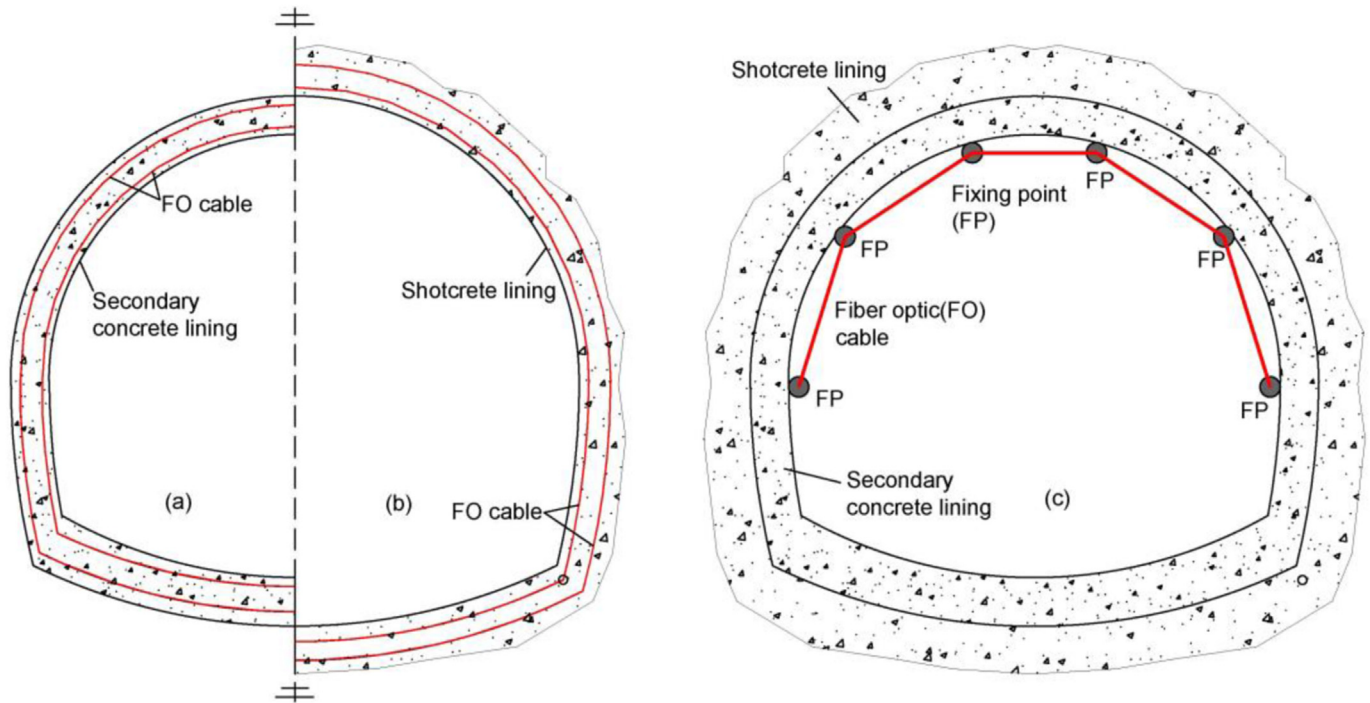 FO cable
Secondary
concrete lining
(a)
(b)
Shotcrete lining
FO cable
Shotcrete lining
FP
Fixing point
(FP)
FP
FP
Fiber optic(FO)
cable
FP
FP
Secondary
concrete lining
(c)